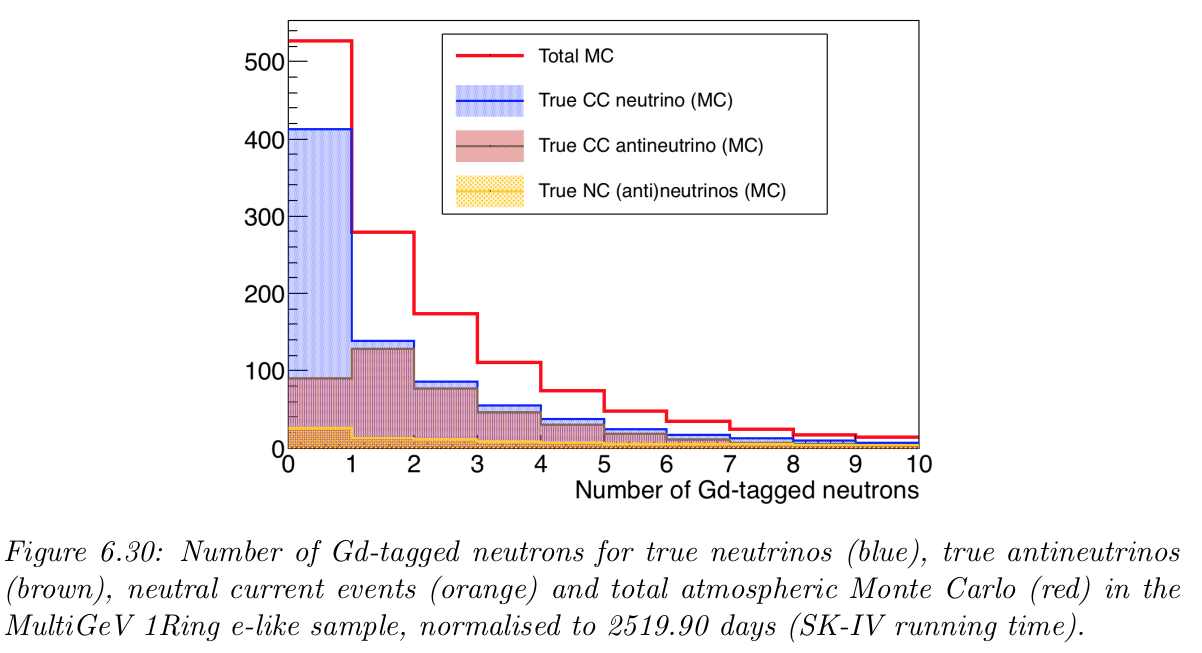 500
400
300
200
100
0
Total MC
True CC neutrino (MC)
True CC antineutrino (MC)
True NC (anti)neutrinos (MC)
0 1 2 3 4 5 6 7 8 9 10
Number of Gd-tagged neutrons
Figure 6.30: Number of Gd-tagged neutrons for true neutrinos (blue), true antineutrinos
(brown), neutral current events (orange) and total atmospheric Monte Carlo (red) in the
MultiGeV 1Ring e-like sample, normalised to 2519.90 days (SK-IV running time).